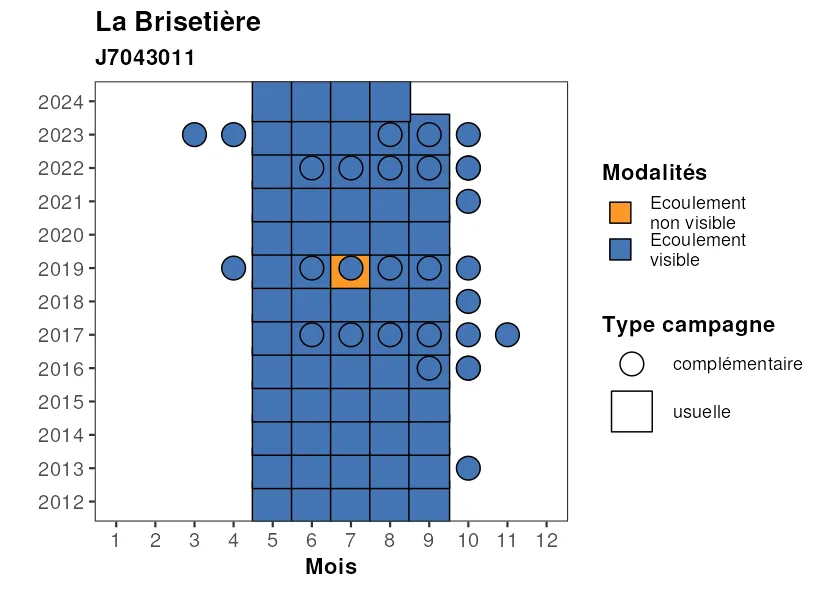 La Brisetière
J7043011
2024
2023
2022
2021
2020
2019
2018
2017
2016
2015
2014
2013
2012
1 2 3 4 5 6 7 8 9 10 11 12
Mois
Modalités
Ecoulement
non visible
Ecoulement
visible
Type campagne
complémentaire
usuelle